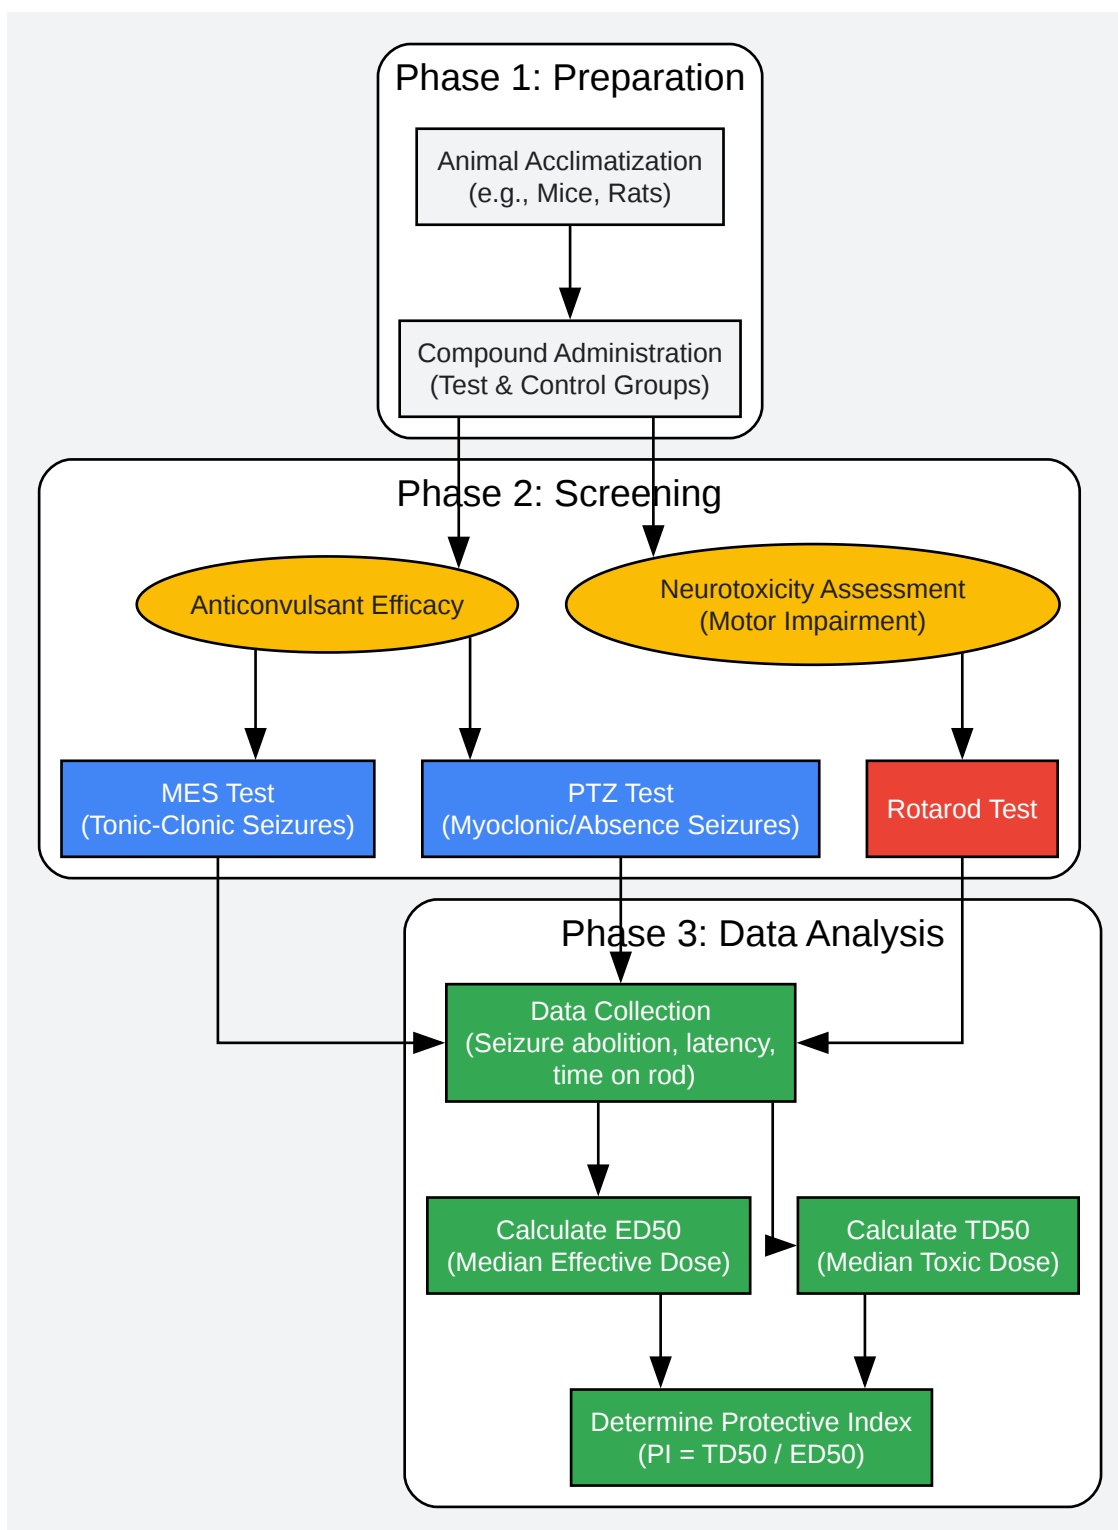 Phase 1: Preparation
Animal Acclimatization
(e.g., Mice, Rats)
Compound Administration
(Test & Control Groups)
Phase 2: Screening
Anticonvulsant Efficacy
Neurotoxicity Assessment
(Motor Impairment)
MES Test
(Tonic-Clonic Seizures)
PTZ Test
(Myoclonic/Absence Seizures)
Rotarod Test
Phase 3: Data Analysis
Data Collection
(Seizure abolition, latency,
time on rod)
Calculate ED50
(Median Effective Dose)
Calculate TD50
(Median Toxic Dose)
Determine Protective Index
(PI = TD50 / ED50)